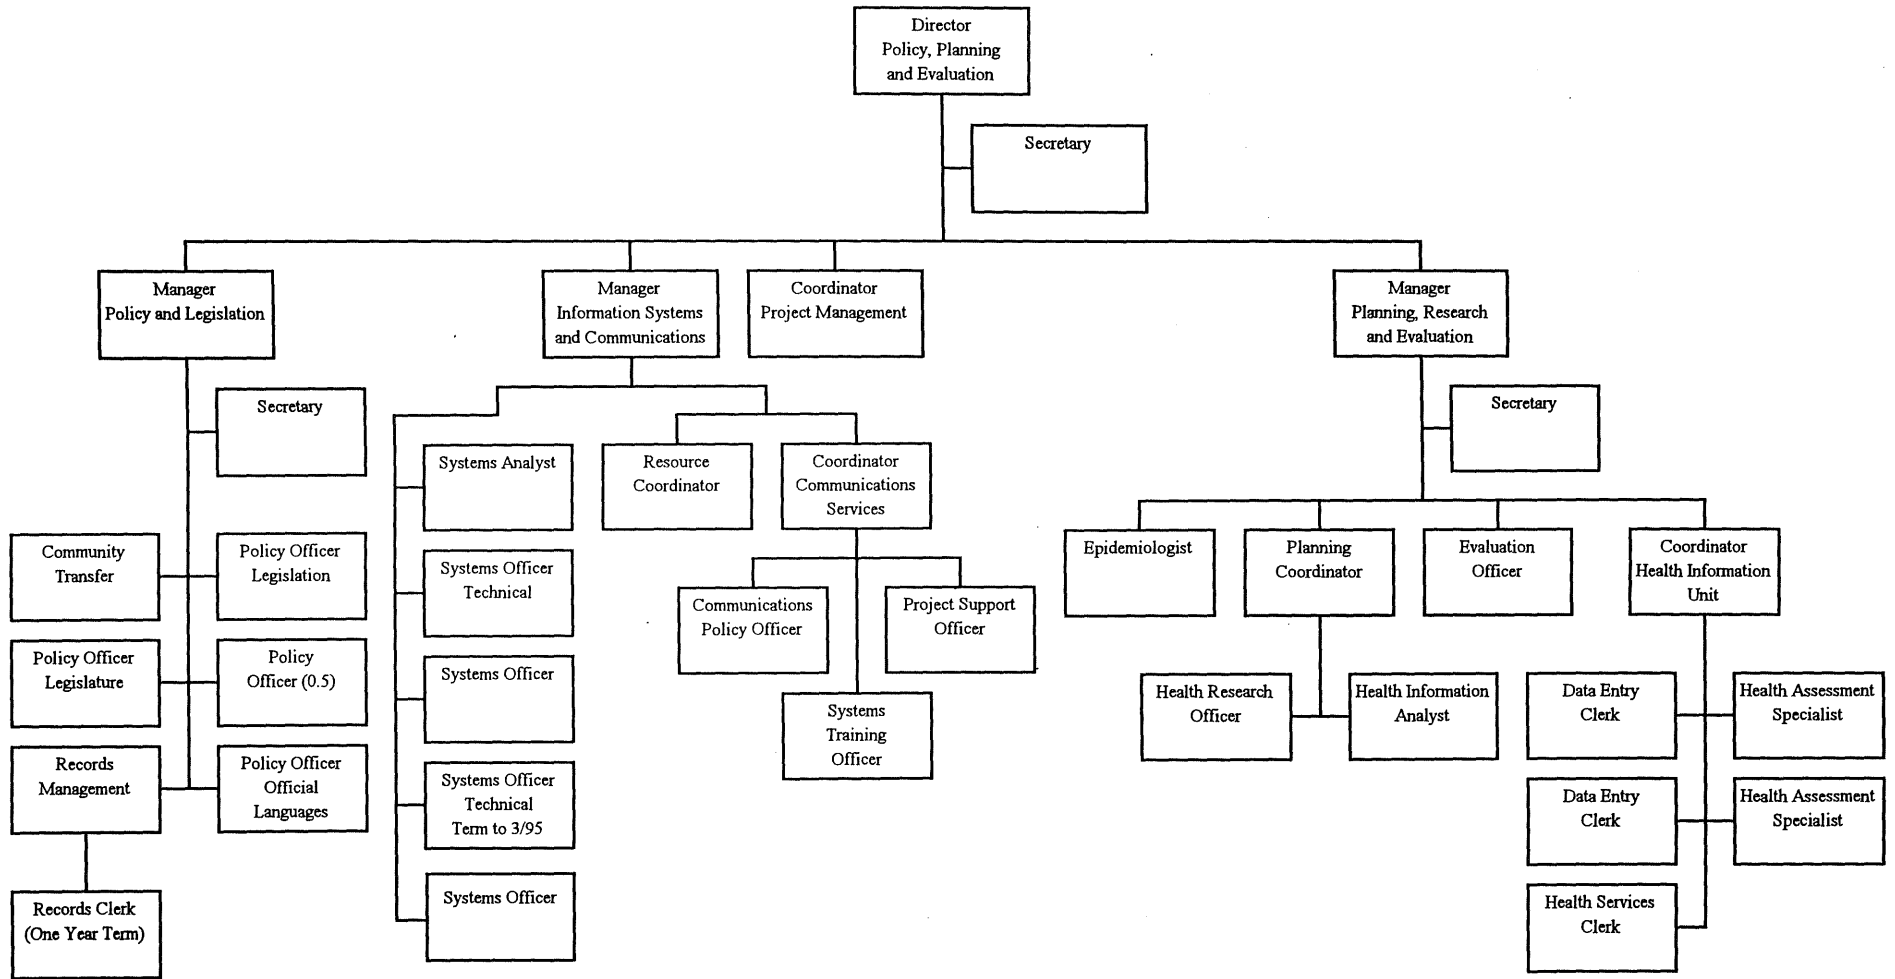 Director
Policy, Planning
and Evaluation
Secretary
Manager
Policy and Legislation
Manager
Information Systems
and Communications
Coordinator
Project Management
Manager
Planning, Research
and Evaluation
Secretary
Secretary
Systems Analyst
Resource
Coordinator
Coordinator
Communications
Services
Community
Transfer
Policy Officer
Legislation
Systems Officer
Technical
Communications
Policy Officer
Project Support
Officer
Epidemiologist
Planning
Coordinator
Evaluation
Officer
Coordinator
Health Information
Unit
Policy Officer
Legislature
Policy
Officer (0.5)
Systems Officer
Systems
Training
Officer
Health Research
Officer
Health Information
Analyst
Data Entry
Clerk
Health Assessment
Specialist
Records
Management
Policy Officer
Official
Languages
Systems Officer
Technical
Term to 3/95
Data Entry
Clerk
Health Assessment
Specialist
Records Clerk
(One Year Term)
Systems Officer
Health Services
Clerk